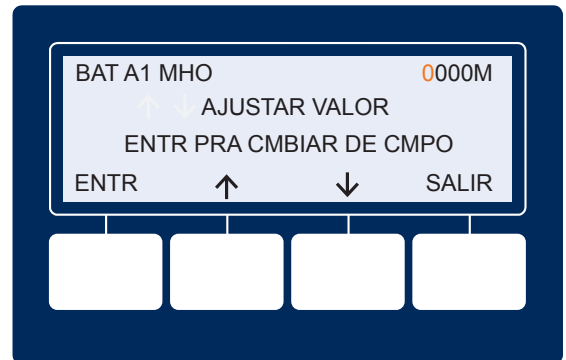 BAT A1 MHO 0000M
↑ ↓ AJUSTAR VALOR
ENTR PRA CMBIAR DE CMPO
ENTR ↑ ↓ SALIR